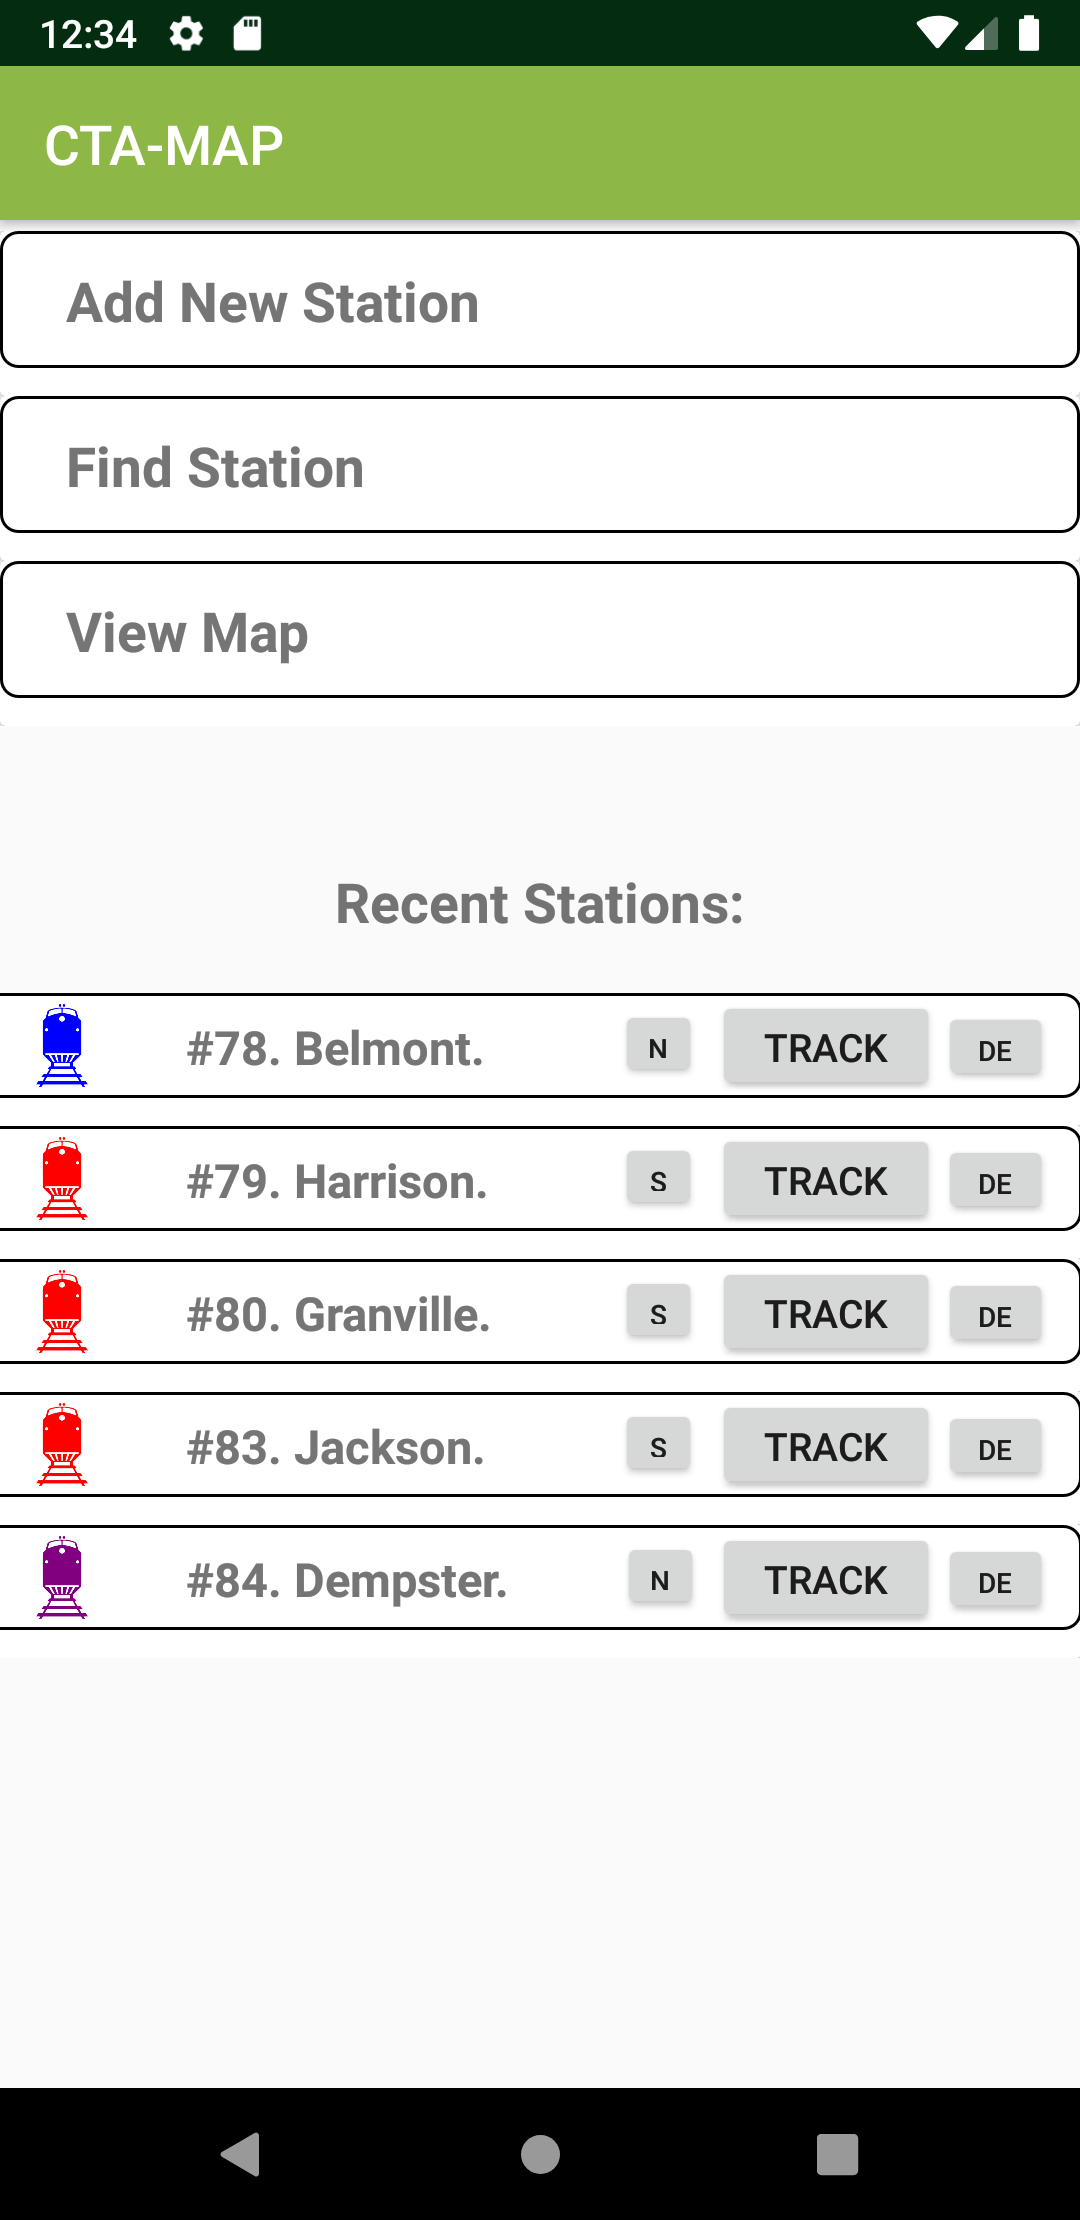 12:34
CTA-MAP
Add New Station
Find Station
View Map
Recent Stations:
#78. Belmont. N TRACK DE
#79. Harrison. S TRACK DE
#80. Granville. S TRACK DE
#83. Jackson. S TRACK DE
#84. Dempster. N TRACK DE